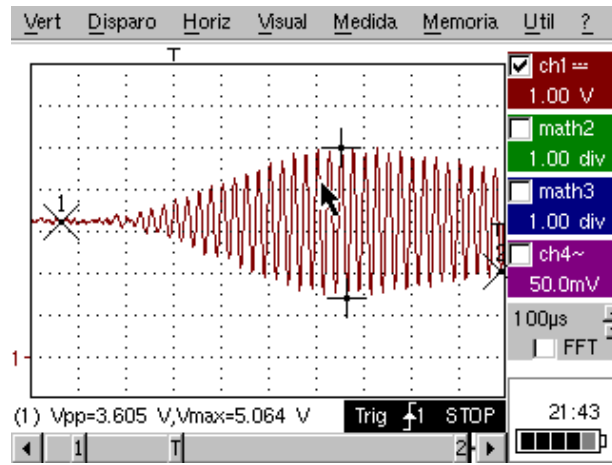 Vert Disparo Horiz Visual Medida Memoria Util ?
T
ch1
1.00 V
math2
1.00 div
math3
1.00 div
ch4~
50.0mV
100µs
FFT
1
T
2
1
(1) Vpp=3.605 V,Vmax=5.064 V Trig 1 STOP
21:43
1 T 2